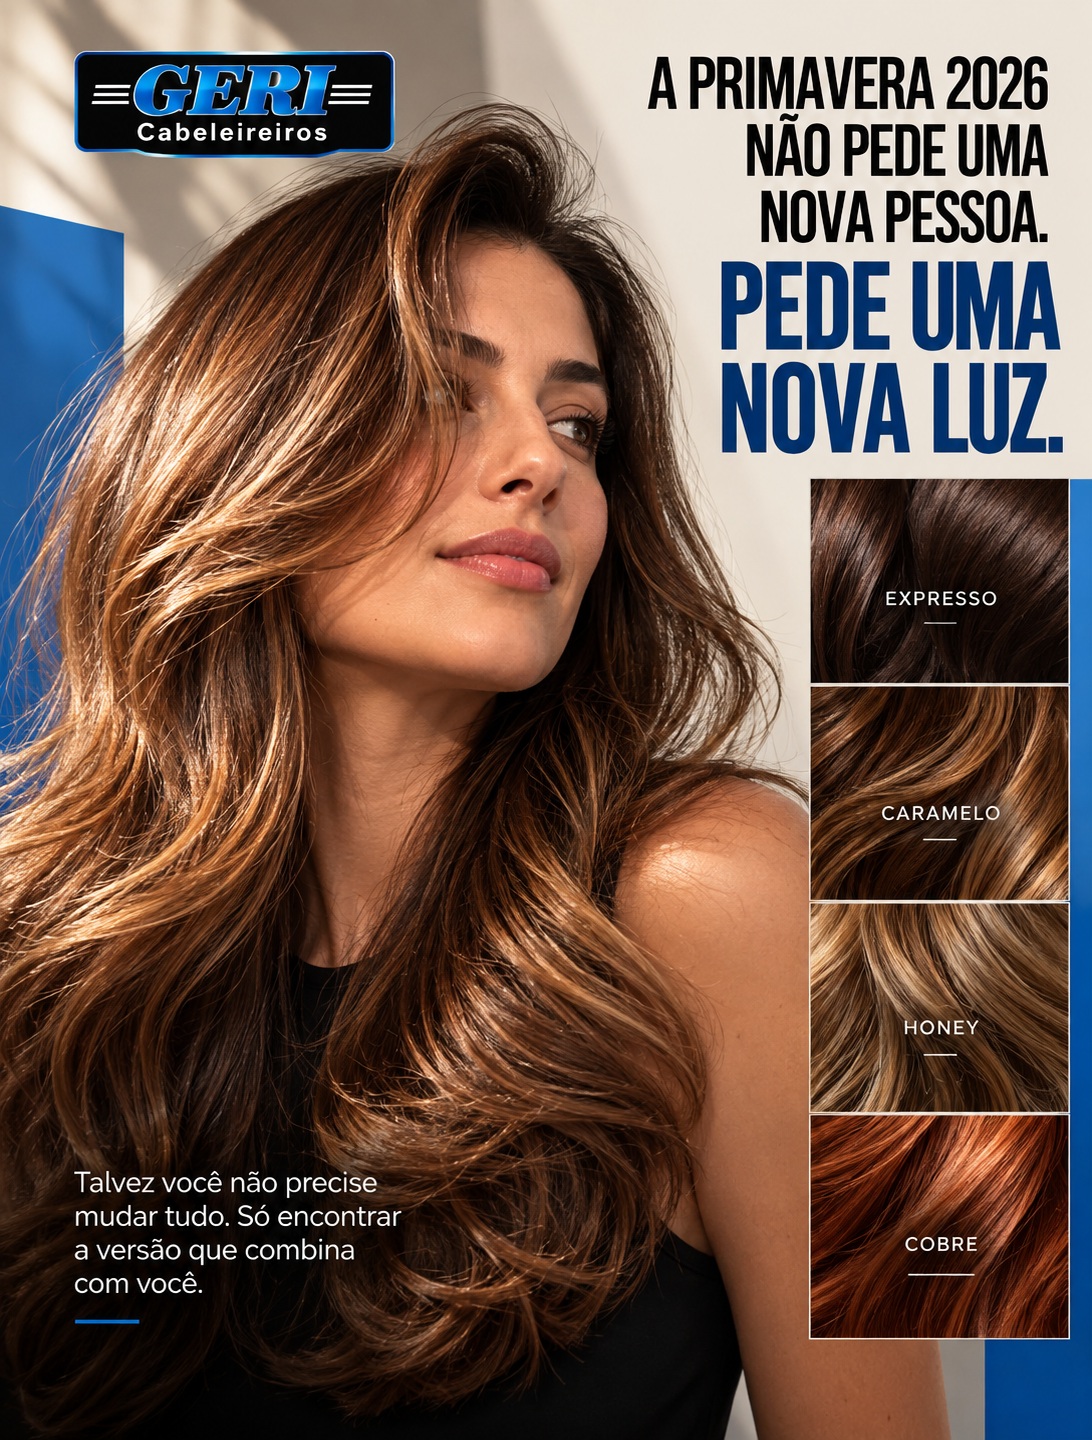 GERI
Cabeleireiros
A PRIMAVERA 2026
NÃO PEDE UMA
NOVA PESSOA.
PEDE UMA
NOVA LUZ.
EXPRESSO
CARAMELO
HONEY
COBRE
Talvez você não precise
mudar tudo. Só encontrar
a versão que combina
com você.